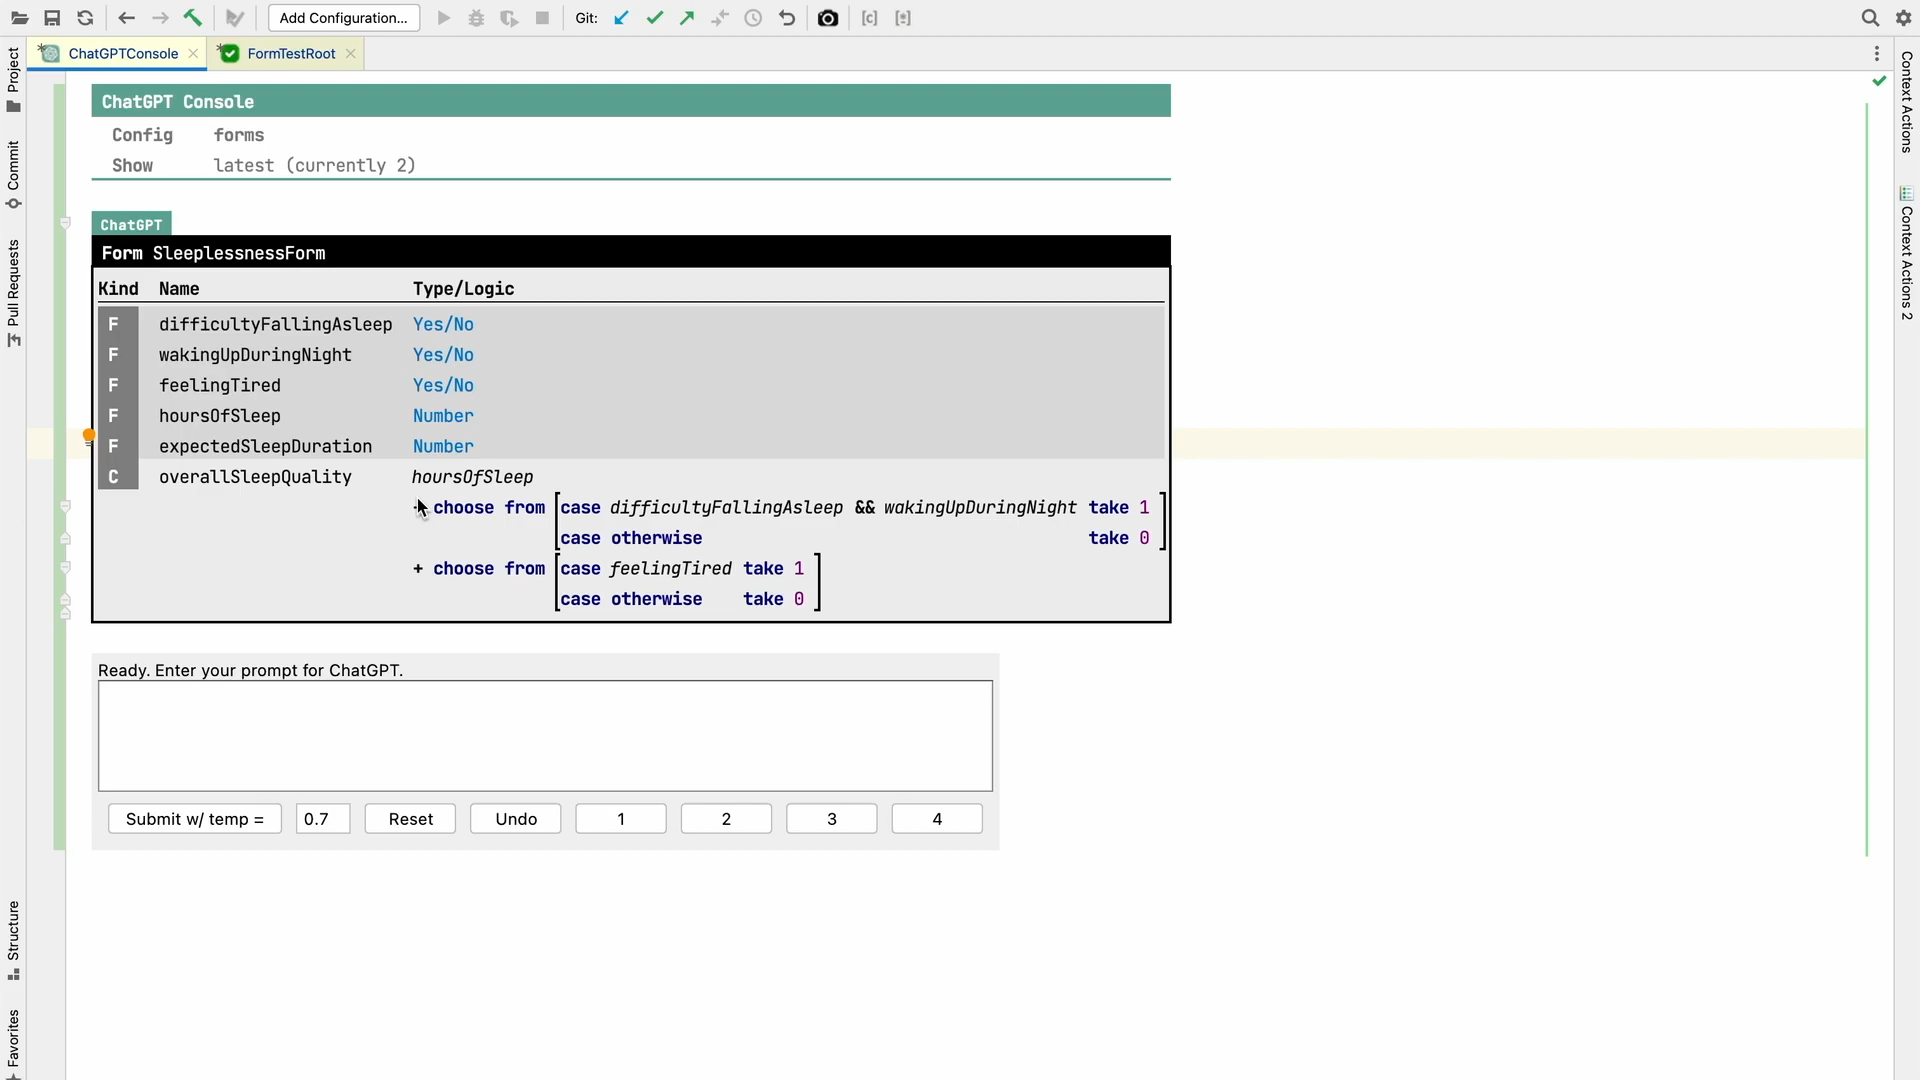 Add Configuration... Git:
ChatGPTConsole FormTestRoot
Project
Commit
Pull Requests
Structure
Favorites
ChatGPT Console
Config forms
Show latest (currently 2)
ChatGPT
Form SleeplessnessForm
Kind Name Type/Logic
F difficultyFallingAsleep Yes/No
F wakingUpDuringNight Yes/No
F feelingTired Yes/No
F hoursOfSleep Number
F expectedSleepDuration Number
C overallSleepQuality hoursOfSleep
choose from case difficultyFallingAsleep && wakingUpDuringNight take 1
case otherwise take 0
+ choose from case feelingTired take 1
case otherwise take 0
Ready. Enter your prompt for ChatGPT.
Submit w/ temp = 0.7 Reset Undo 1 2 3 4
Context Actions
Context Actions 2